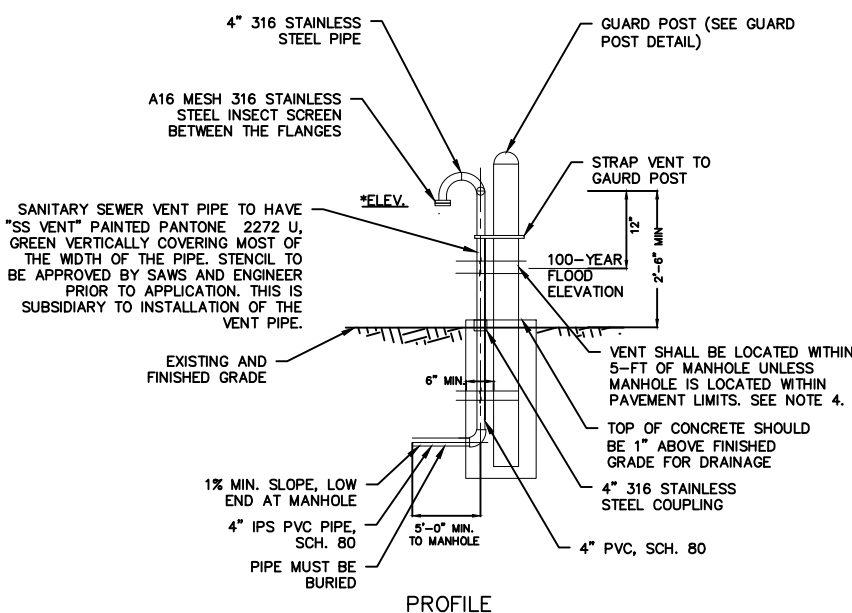 4" 316 STAINLESS
STEEL PIPE
GUARD POST (SEE GUARD
POST DETAIL)
A16 MESH 316 STAINLESS
STEEL INSECT SCREEN
BETWEEN THE FLANGES
STRAP VENT TO
GAURD POST
*ELEV.
SANITARY SEWER VENT PIPE TO HAVE
"SS VENT" PAINTED PANTONE 2272 U,
GREEN VERTICALLY COVERING MOST OF
THE WIDTH OF THE PIPE. STENCIL TO
BE APPROVED BY SAWS AND ENGINEER
PRIOR TO APPLICATION. THIS IS
SUBSIDIARY TO INSTALLATION OF THE
VENT PIPE.
12"
2'-6" MIN
100-YEAR
FLOOD
ELEVATION
EXISTING AND
FINISHED GRADE
VENT SHALL BE LOCATED WITHIN
5-FT OF MANHOLE UNLESS
MANHOLE IS LOCATED WITHIN
PAVEMENT LIMITS. SEE NOTE 4.
6" MIN.
TOP OF CONCRETE SHOULD
BE 1" ABOVE FINISHED
GRADE FOR DRAINAGE
1% MIN. SLOPE, LOW
END AT MANHOLE
4" 316 STAINLESS
STEEL COUPLING
4" IPS PVC PIPE,
SCH. 80
5'-0" MIN.
TO MANHOLE
4" PVC, SCH. 80
PIPE MUST BE
BURIED
PROFILE